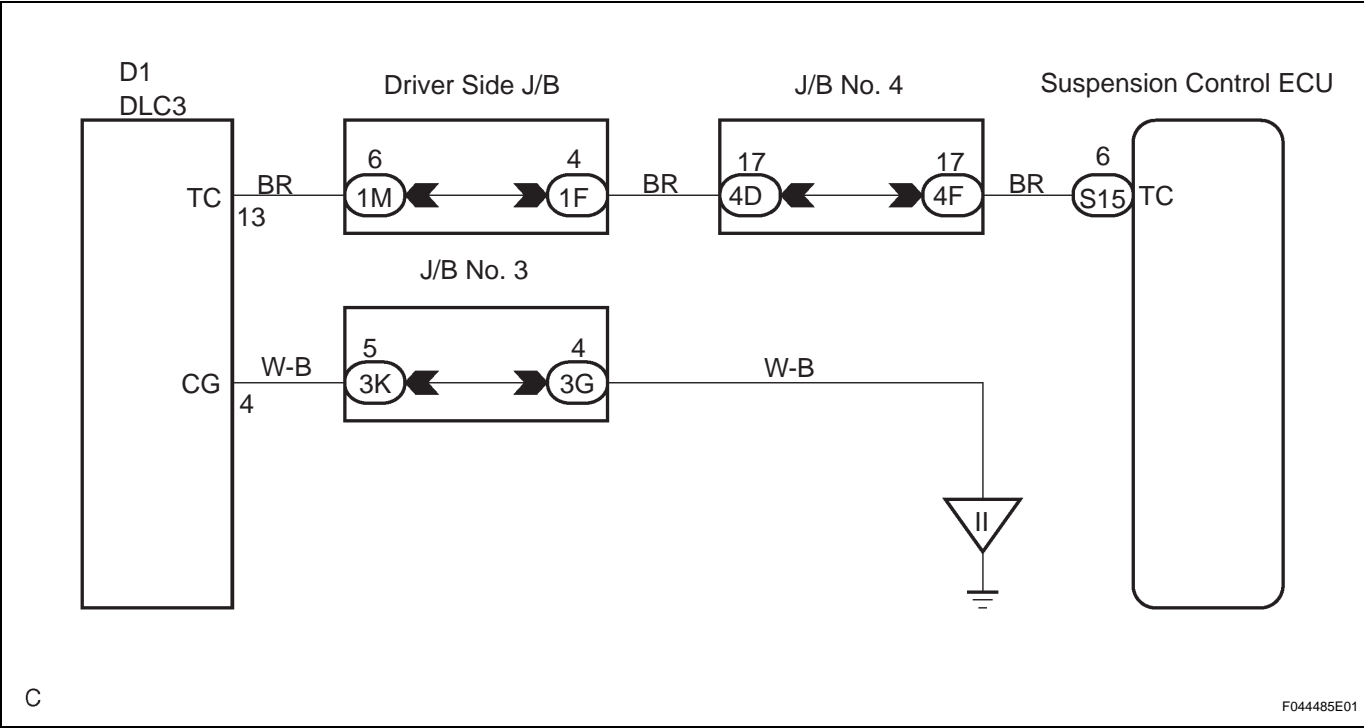 D1
DLC3
Driver Side J/B
J/B No. 4
Suspension Control ECU
6
4
17
17
6
TC
BR
1M
1F
BR
4D
4F
BR
S15
TC
13
J/B No. 3
5
4
CG
W-B
3K
3G
W-B
4
II
C
F044485E01